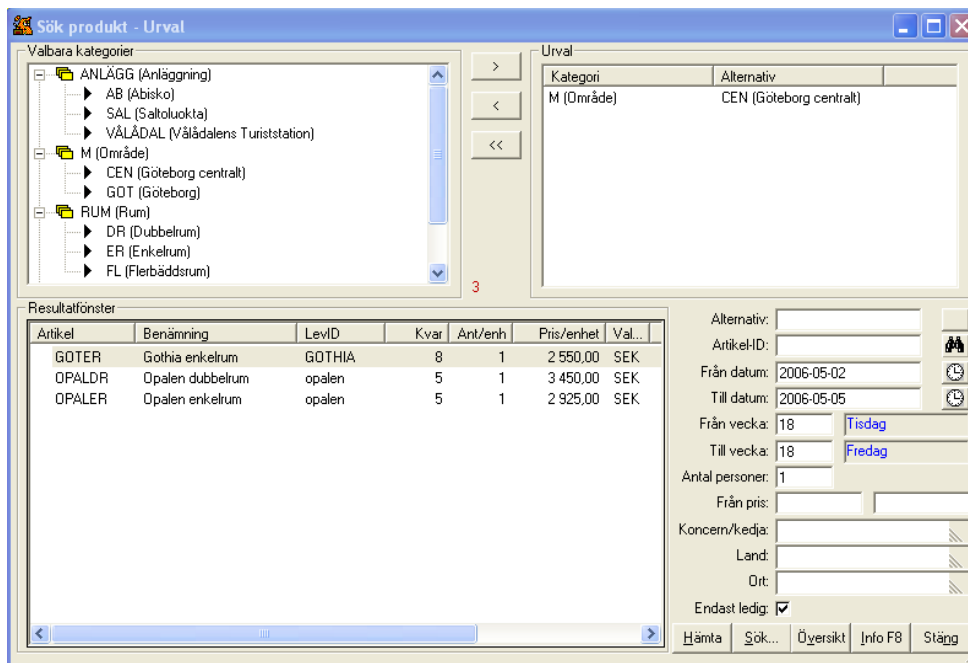 Sök produkt - Urval
Valbara kategorier
ANLÄGG (Anläggning)
AB (Abisko)
SAL (Saltoluokta)
VÅLÅDAL (Vålådalens Turiststation)
M (Område)
CEN (Göteborg centralt)
GOT (Göteborg)
RUM (Rum)
DR (Dubbelrum)
ER (Enkelrum)
FL (Flerbäddsrum)
>
<
<<
3
Urval
Kategori Alternativ
M (Område) CEN (Göteborg centralt)
Resultatfönster
Artikel Benämning LevID Kvar Ant/enh Pris/enhet Val...
GOTER Gothia enkelrum GOTHIA 8 1 2 550,00 SEK
OPALDR Opalen dubbelrum opalen 5 1 3 450,00 SEK
OPALER Opalen enkelrum opalen 5 1 2 925,00 SEK
Alternativ:
Artikel-ID:
Från datum: 2006-05-02
Till datum: 2006-05-05
Från vecka: 18 Tisdag
Till vecka: 18 Fredag
Antal personer: 1
Från pris:
Koncern/kedja:
Land:
Ort:
Endast ledig:
Hämta Sök... Översikt Info F8 Stäng